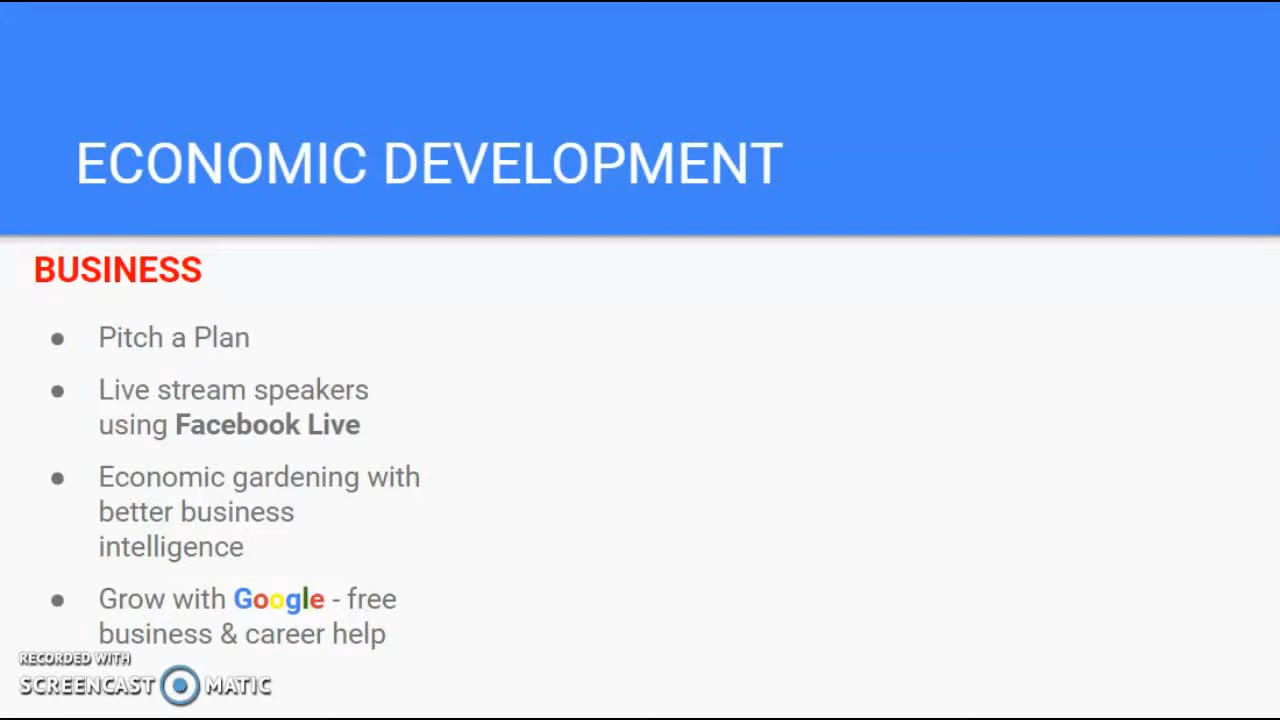 ECONOMIC DEVELOPMENT
BUSINESS
● Pitch a Plan
● Live stream speakers
using Facebook Live
● Economic gardening with
better business
intelligence
● Grow with Google - free
business & career help
RECORDED WITH
SCREENCAST MATIC